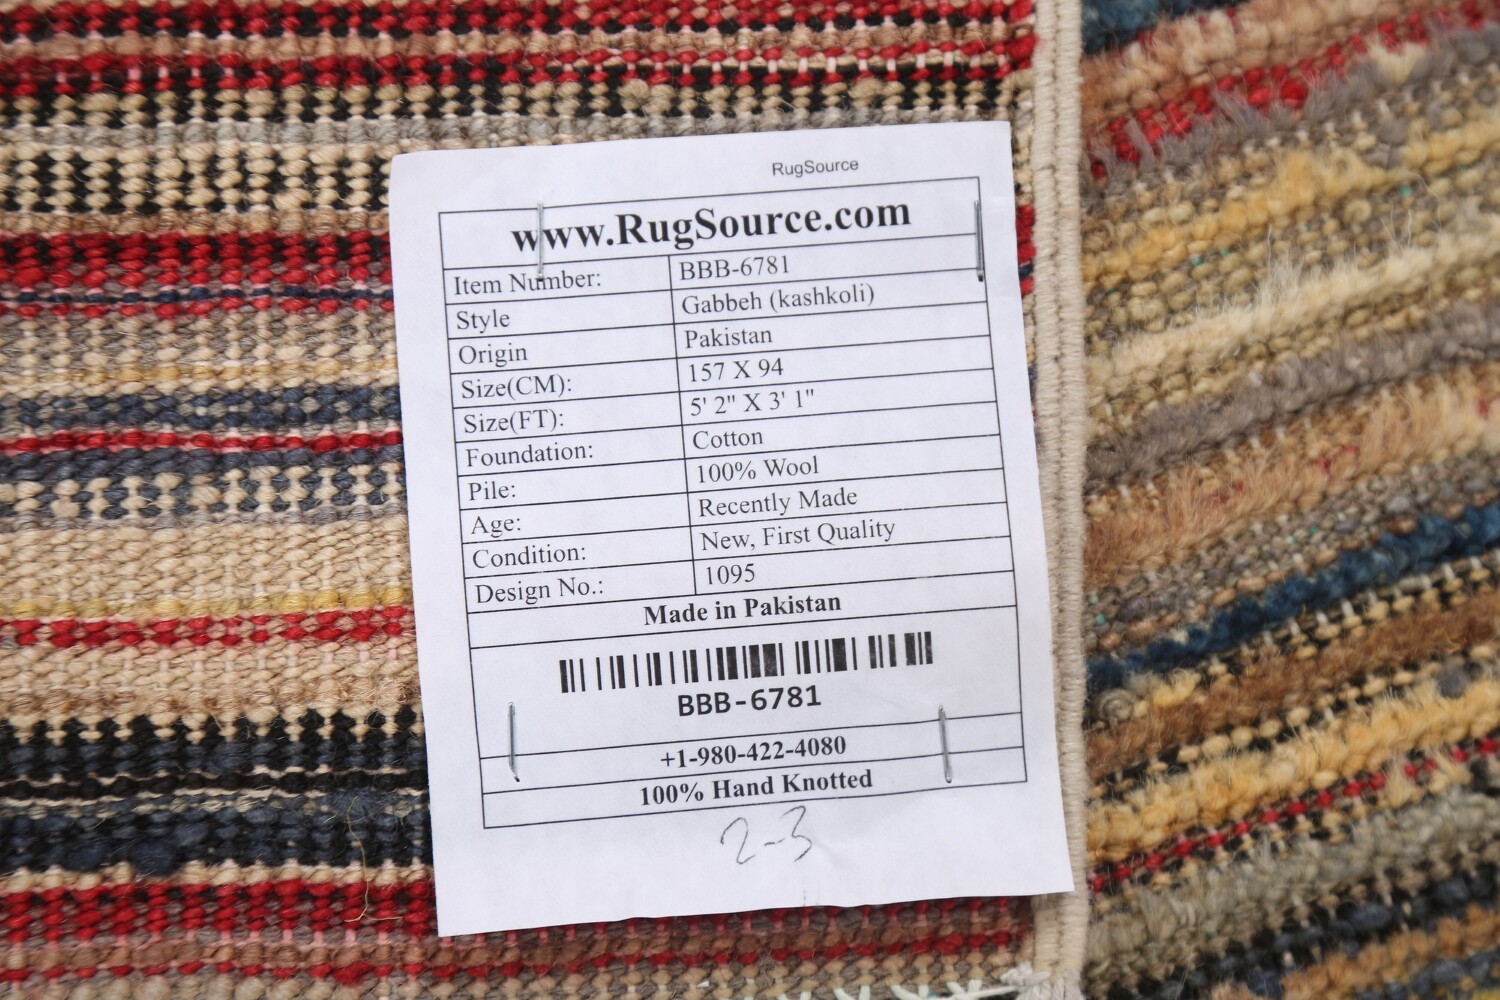 RugSource
www.RugSource.com
Item Number: BBB-6781
Style Gabbeh (kashkoli)
Origin Pakistan
Size(CM): 157 X 94
Size(FT): 5' 2" X 3' 1"
Foundation: Cotton
Pile: 100% Wool
Age: Recently Made
Condition: New, First Quality
Design No.: 1095
Made in Pakistan
BBB-6781
+1-980-422-4080
100% Hand Knotted
2-3